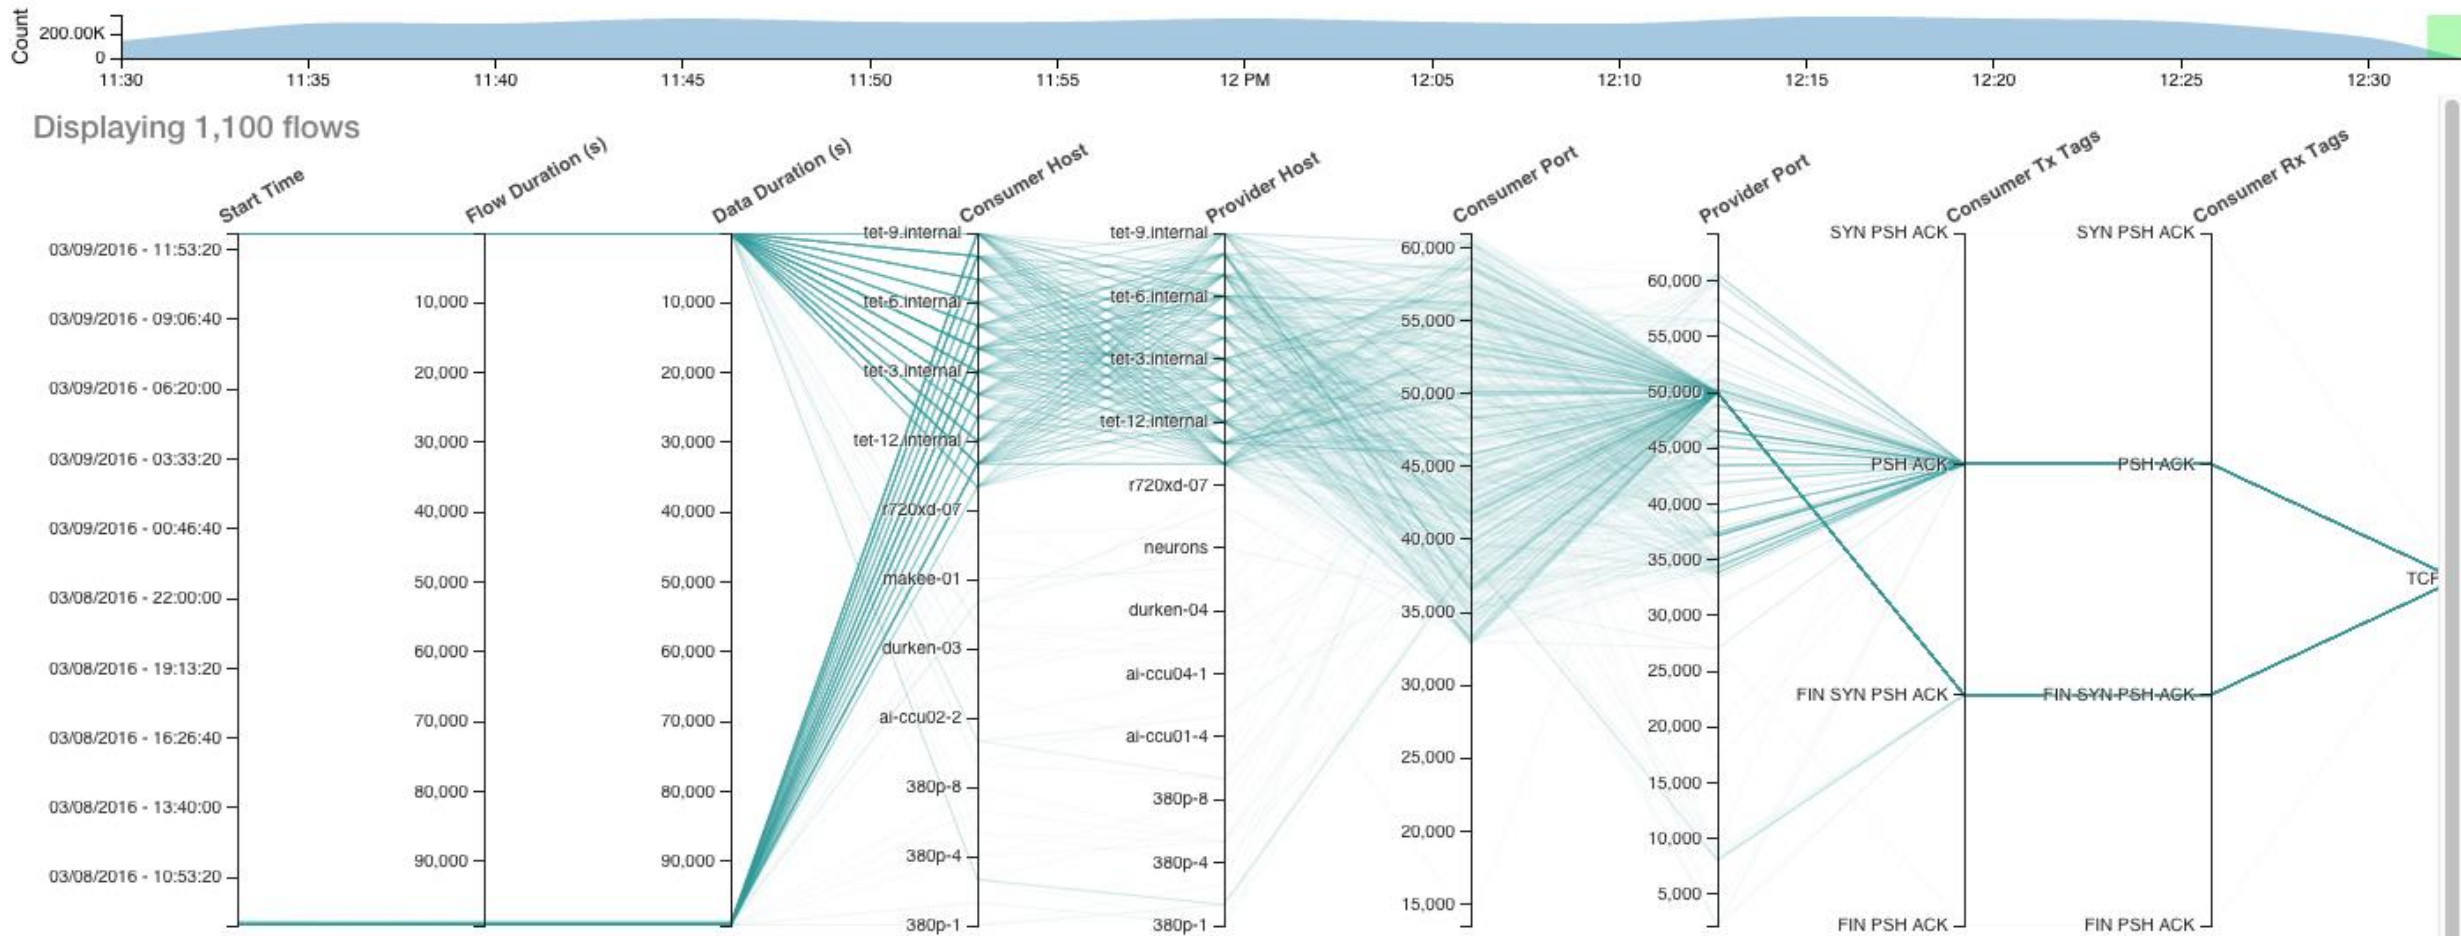 Count
200.00K
0
11:30 11:35 11:40 11:45 11:50 11:55 12 PM 12:05 12:10 12:15 12:20 12:25 12:30
Displaying 1,100 flows
Start Time
Flow Duration (s)
Data Duration (s)
Consumer Host
Provider Host
Consumer Port
Provider Port
Consumer Tx Tags
Consumer Rx Tags
03/09/2016 - 11:53:20
03/09/2016 - 09:06:40
03/09/2016 - 06:20:00
03/09/2016 - 03:33:20
03/09/2016 - 00:46:40
03/08/2016 - 22:00:00
03/08/2016 - 19:13:20
03/08/2016 - 16:26:40
03/08/2016 - 13:40:00
03/08/2016 - 10:53:20
10,000
20,000
30,000
40,000
50,000
60,000
70,000
80,000
90,000
10,000
20,000
30,000
40,000
50,000
60,000
70,000
80,000
90,000
tet-9.internal
tet-6.internal
tet-3.internal
tet-12.internal
r720xd-07
makee-01
durken-03
ai-ccu02-2
380p-8
380p-4
380p-1
tet-9.internal
tet-6.internal
tet-3.internal
tet-12.internal
r720xd-07
neurons
durken-04
ai-ccu04-1
ai-ccu01-4
380p-8
380p-4
380p-1
60,000
55,000
50,000
45,000
40,000
35,000
30,000
25,000
20,000
15,000
60,000
55,000
50,000
45,000
40,000
35,000
30,000
25,000
20,000
15,000
10,000
5,000
SYN PSH ACK
PSH ACK
FIN SYN PSH ACK
FIN PSH ACK
SYN PSH ACK
PSH ACK
FIN SYN PSH ACK
FIN PSH ACK